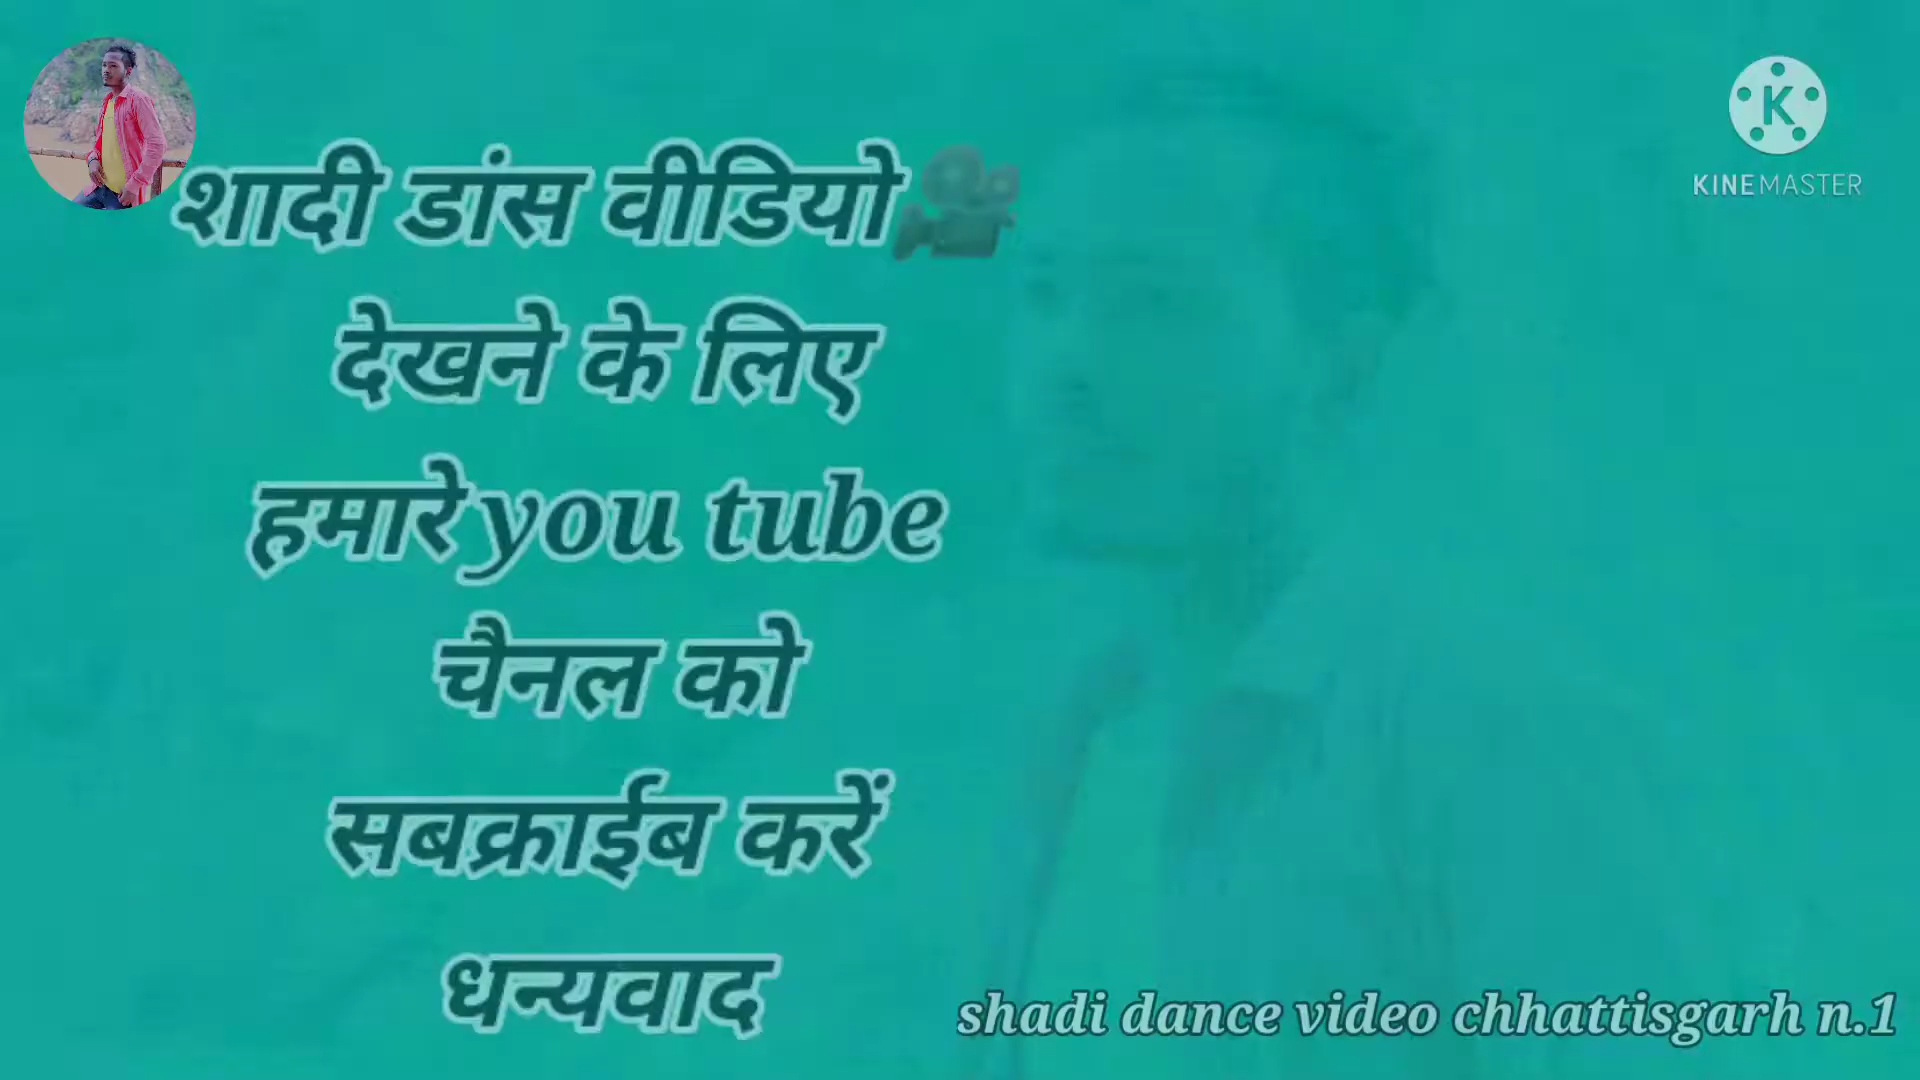 शादी डांस वीडियो🎥
देखने के लिए
हमारे you tube
चैनल को
सबक्राईब करें
धन्यवाद
K
KINEMASTER
shadi dance video chhattisgarh n.1